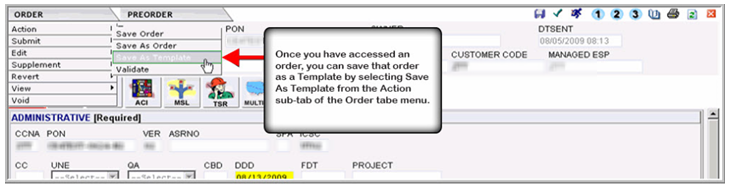 ORDER PREORDER
1 2 3
Action
Submit
Edit
Supplement
Revert
View
Void
Save Order
Save As Order
Save As Template
Validate
PON
DTSENT
08/05/2009 08:13
CUSTOMER CODE MANAGED ESP
Once you have accessed an
order, you can save that order
as a Template by selecting Save
As Template from the Action
sub-tab of the Order tabe menu.
ACI MSL TSR MULTI
ADMINISTRATIVE [Required]
CCNA PON VER ASRNO SPA ICSC
CC UNE QA CBD DDD FDT PROJECT
--Select-- --Select-- 08/13/2009